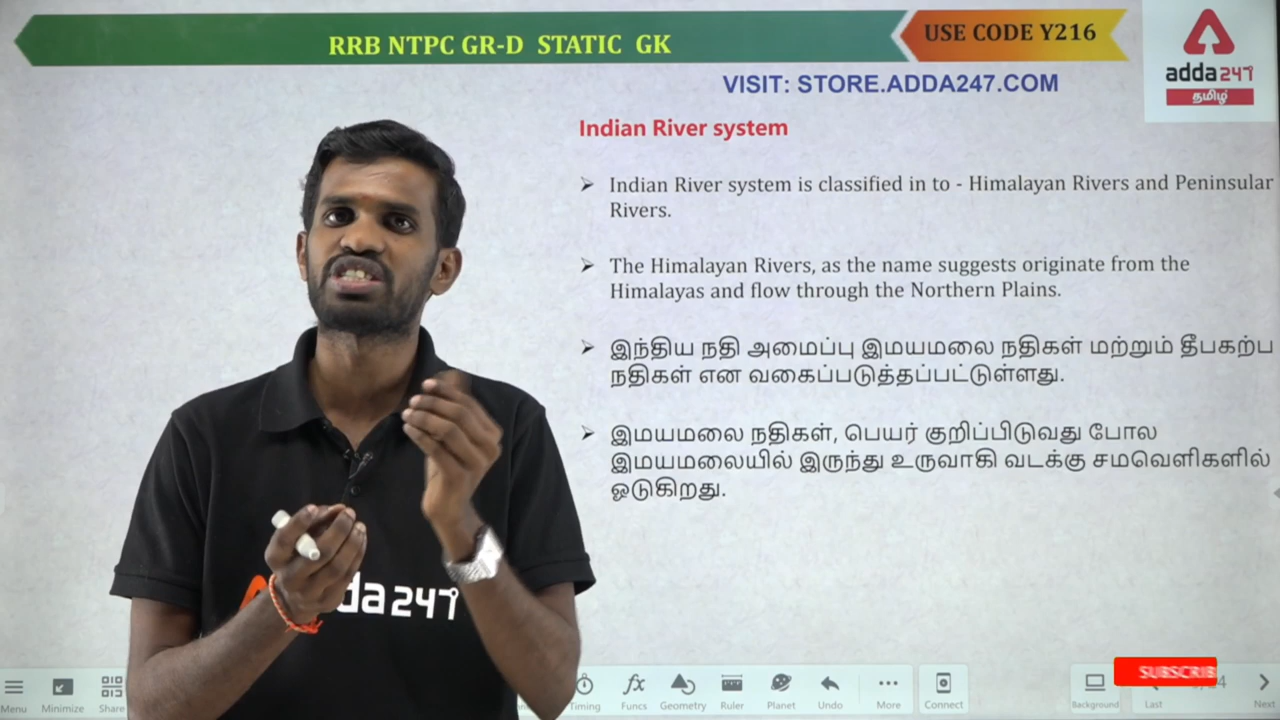 RRB NTPC GR-D STATIC GK
USE CODE Y216
adda247
தமிழ்
VISIT: STORE.ADDA247.COM
Indian River system
➢ Indian River system is classified in to - Himalayan Rivers and Peninsular
Rivers.
➢ The Himalayan Rivers, as the name suggests originate from the
Himalayas and flow through the Northern Plains.
➢ இந்திய நதி அமைப்பு இமயமலை நதிகள் மற்றும் தீபகற்ப
நதிகள் என வகைப்படுத்தப்பட்டுள்ளது.
➢ இமயமலை நதிகள், பெயர் குறிப்பிடுவது போல
இமயமலையில் இருந்து உருவாகி வடக்கு சமவெளிகளில்
ஓடுகிறது.
da247
SUBSCRIB
Menu Minimize Share Timing Funcs Geometry Ruler Planet Undo More Connect Background Last Next